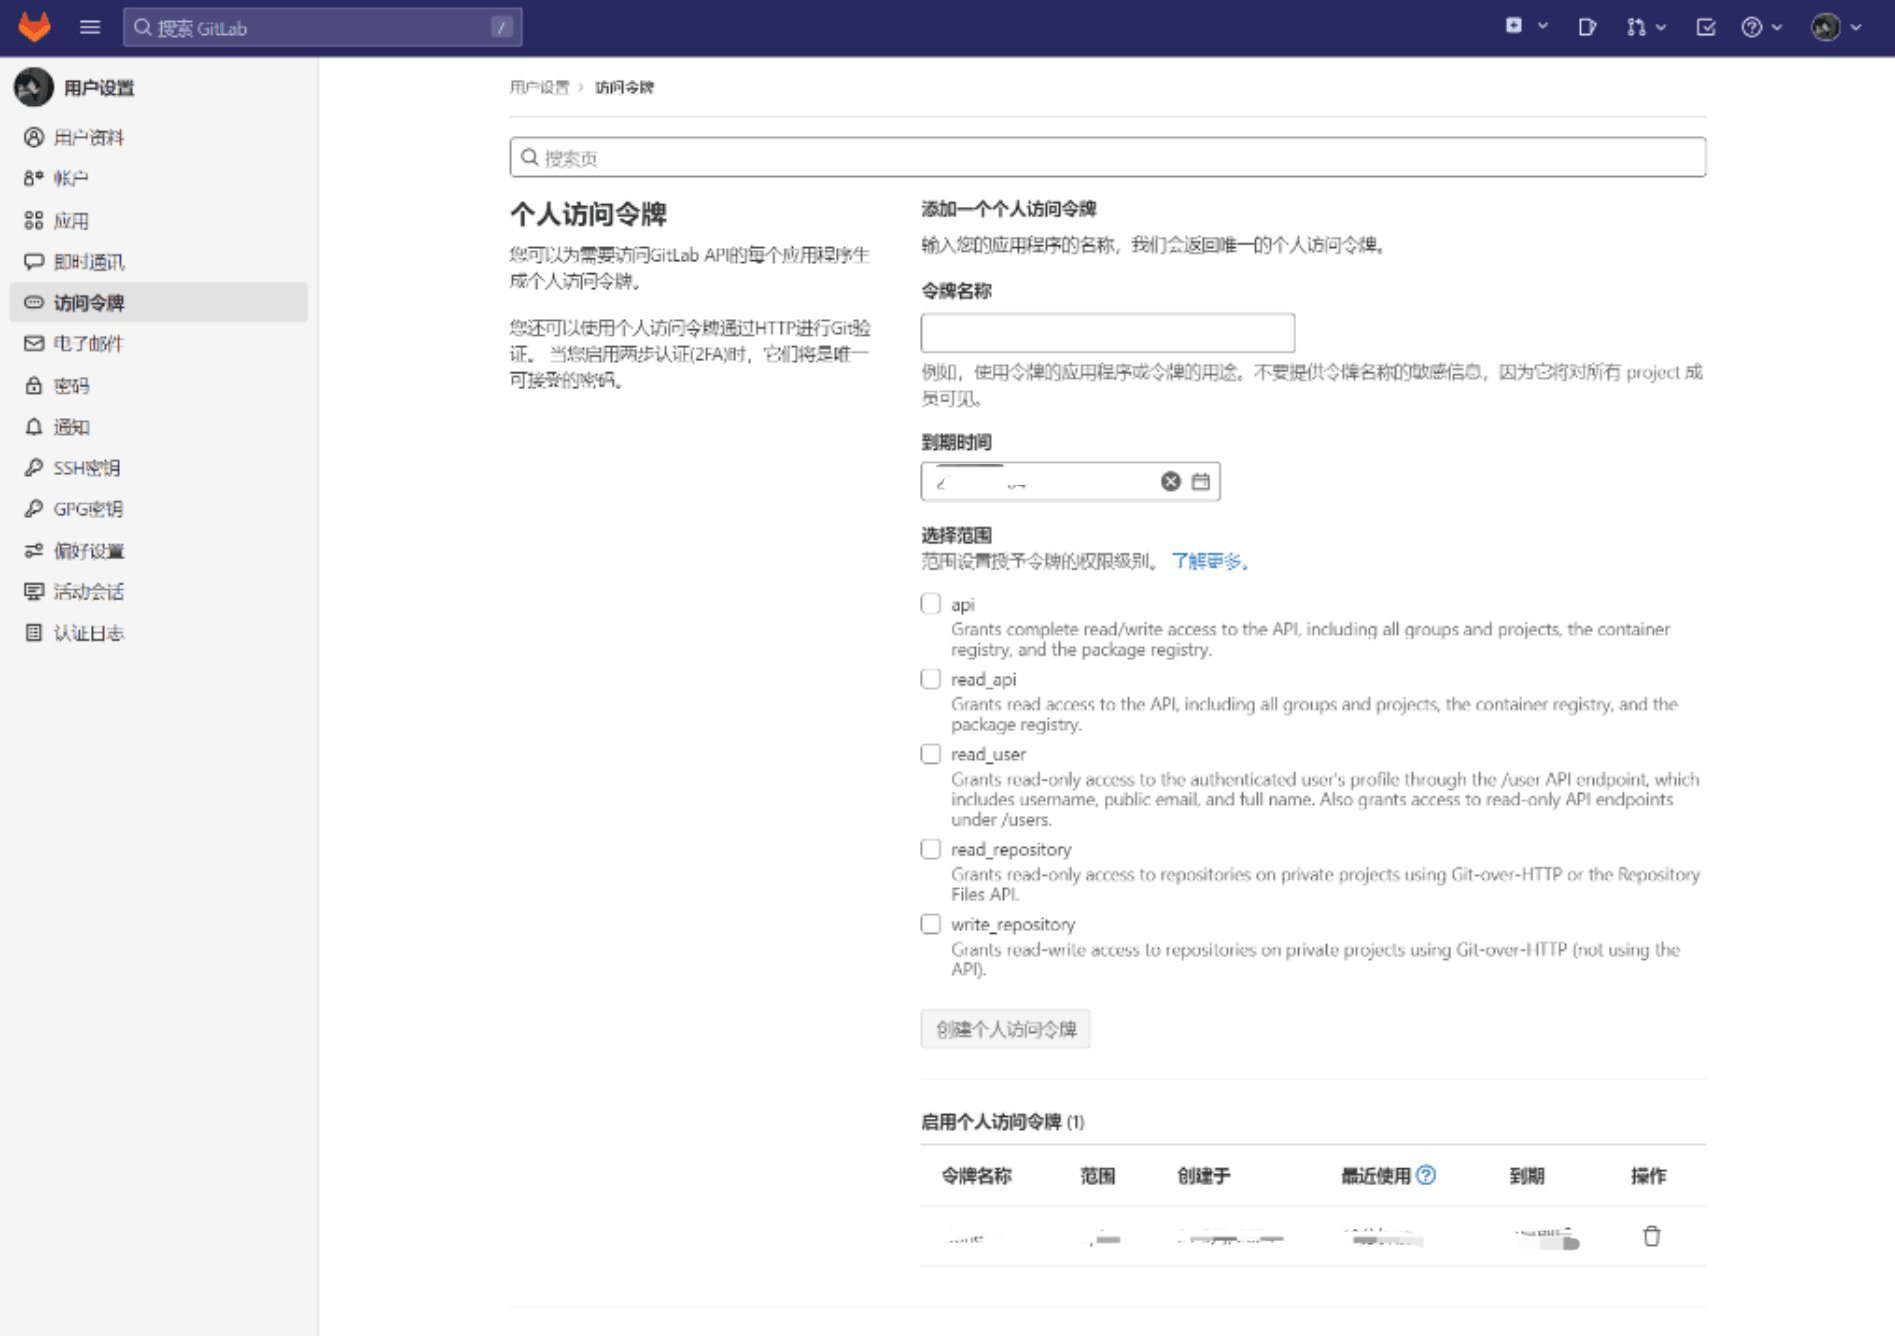 搜索 GitLab
/
用户设置
用户资料
帐户
应用
即时通讯
访问令牌
电子邮件
密码
通知
SSH密钥
GPG密钥
偏好设置
活动会话
认证日志
用户设置 › 访问令牌
搜索页
个人访问令牌
您可以为需要访问GitLab API的每个应用程序生
成个人访问令牌。
您还可以使用个人访问令牌通过HTTP进行Git验
证。 当您启用两步认证(2FA)时，它们将是唯一
可接受的密码。
添加一个个人访问令牌
输入您的应用程序的名称，我们会返回唯一的个人访问令牌。
令牌名称
例如，使用令牌的应用程序或令牌的用途。不要提供令牌名称的敏感信息，因为它将对所有 project 成
员可见。
到期时间
选择范围
范围设置授予令牌的权限级别。 了解更多。
api
Grants complete read/write access to the API, including all groups and projects, the container
registry, and the package registry.
read_api
Grants read access to the API, including all groups and projects, the container registry, and the
package registry.
read_user
Grants read-only access to the authenticated user's profile through the /user API endpoint, which
includes username, public email, and full name. Also grants access to read-only API endpoints
under /users.
read_repository
Grants read-only access to repositories on private projects using Git-over-HTTP or the Repository
Files API.
write_repository
Grants read-write access to repositories on private projects using Git-over-HTTP (not using the
API).
创建个人访问令牌
启用个人访问令牌 (1)
令牌名称 范围 创建于 最近使用 到期 操作